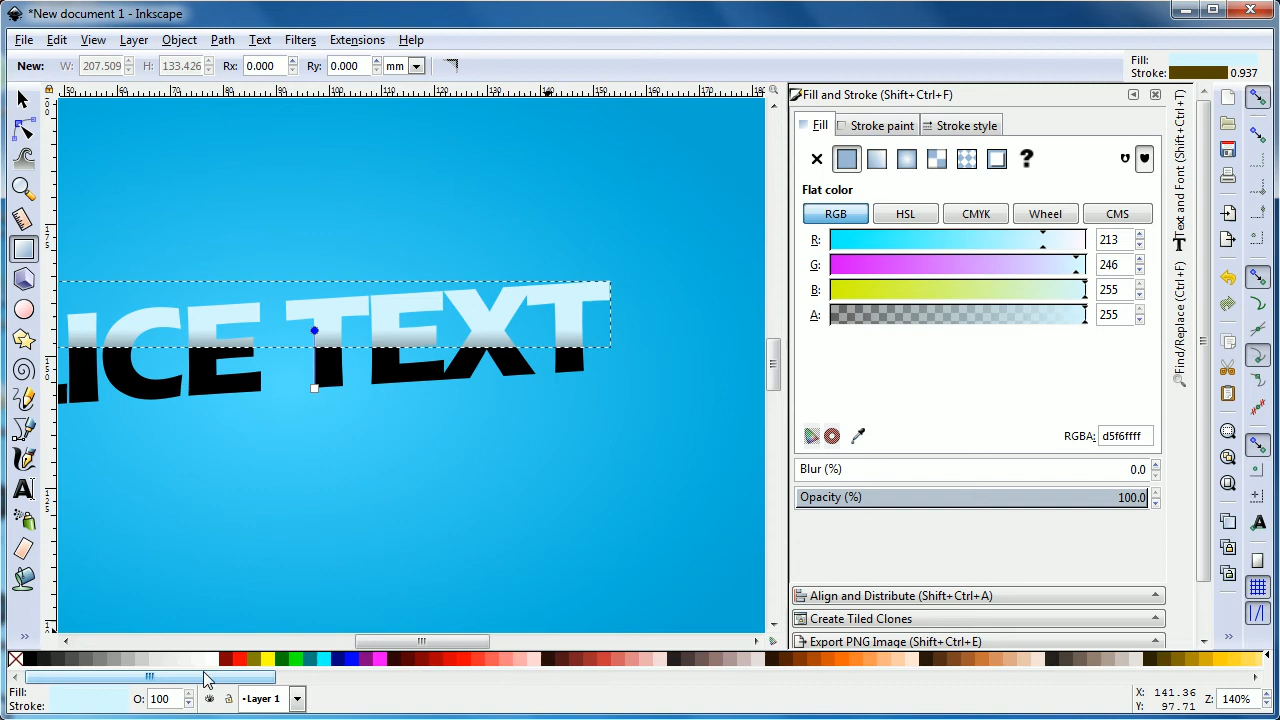 *New document 1 - Inkscape
File Edit View Layer Object Path Text Filters Extensions Help
New: W: 207.509 H: 133.426 Rx: 0.000 Ry: 0.000 mm
Fill:
Stroke: 0.937
Fill and Stroke (Shift+Ctrl+F)
Fill Stroke paint Stroke style
Flat color
RGB HSL CMYK Wheel CMS
R: 213
G: 246
B: 255
A: 255
RGBA: d5f6ffff
Blur (%) 0.0
Opacity (%) 100.0
Align and Distribute (Shift+Ctrl+A)
Create Tiled Clones
Export PNG Image (Shift+Ctrl+E)
Text and Font (Shift+Ctrl+T)
Find/Replace (Ctrl+F)
LICE TEXT
Fill:
Stroke:
O: 100
Layer 1
X: 141.36
Y: 97.71
Z: 140%